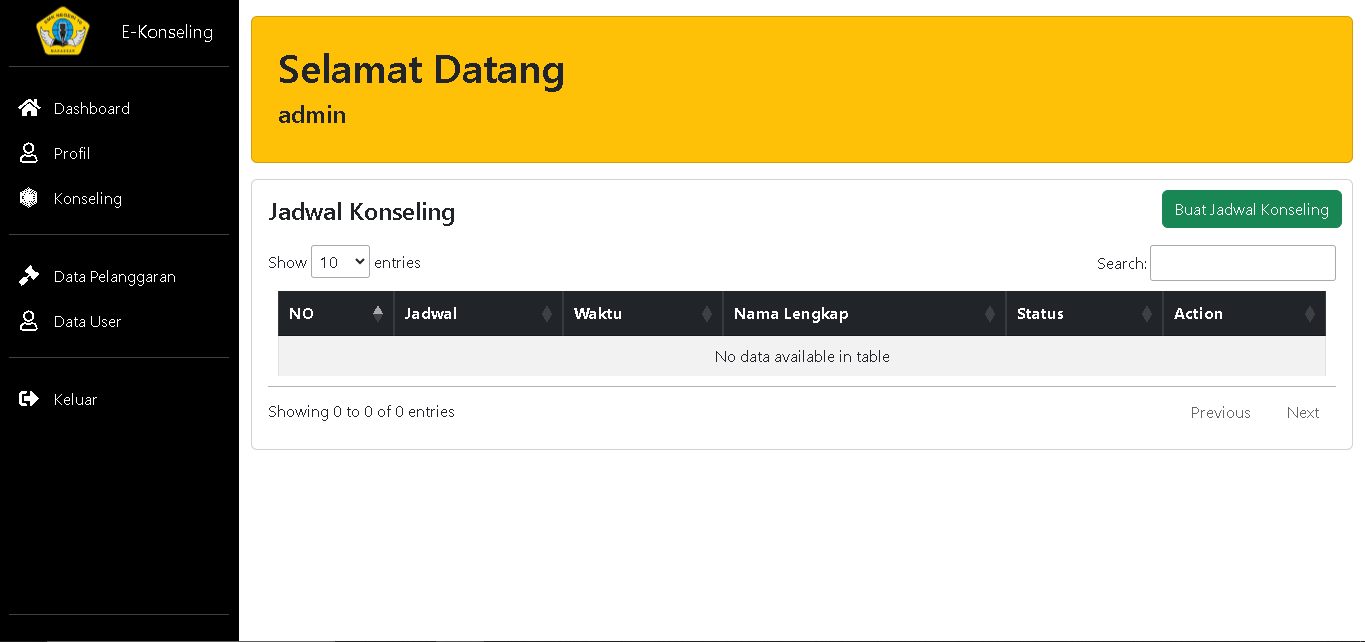 E-Konseling
Dashboard
Profil
Konseling
Data Pelanggaran
Data User
Keluar
Selamat Datang
admin
Jadwal Konseling
Buat Jadwal Konseling
Show 10 entries
Search:
NO Jadwal Waktu Nama Lengkap Status Action
No data available in table
Showing 0 to 0 of 0 entries
Previous Next